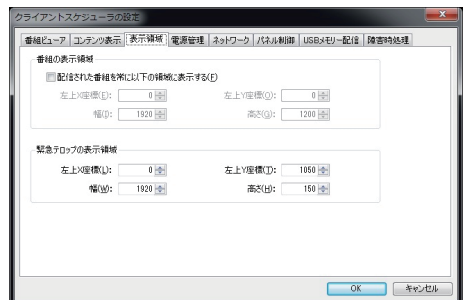 クライアントスケジューラの設定
番組ビューア コンテンツ表示 表示領域 電源管理 ネットワーク パネル制御 USBメモリー配信 障害時処理
番組の表示領域
配信された番組を常に以下の領域に表示する(F)
左上X座標(E): 0 左上Y座標(O): 0
幅(I): 1920 高さ(G): 1200
緊急テロップの表示領域
左上X座標(L): 0 左上Y座標(T): 1050
幅(W): 1920 高さ(H): 150
OK キャンセル